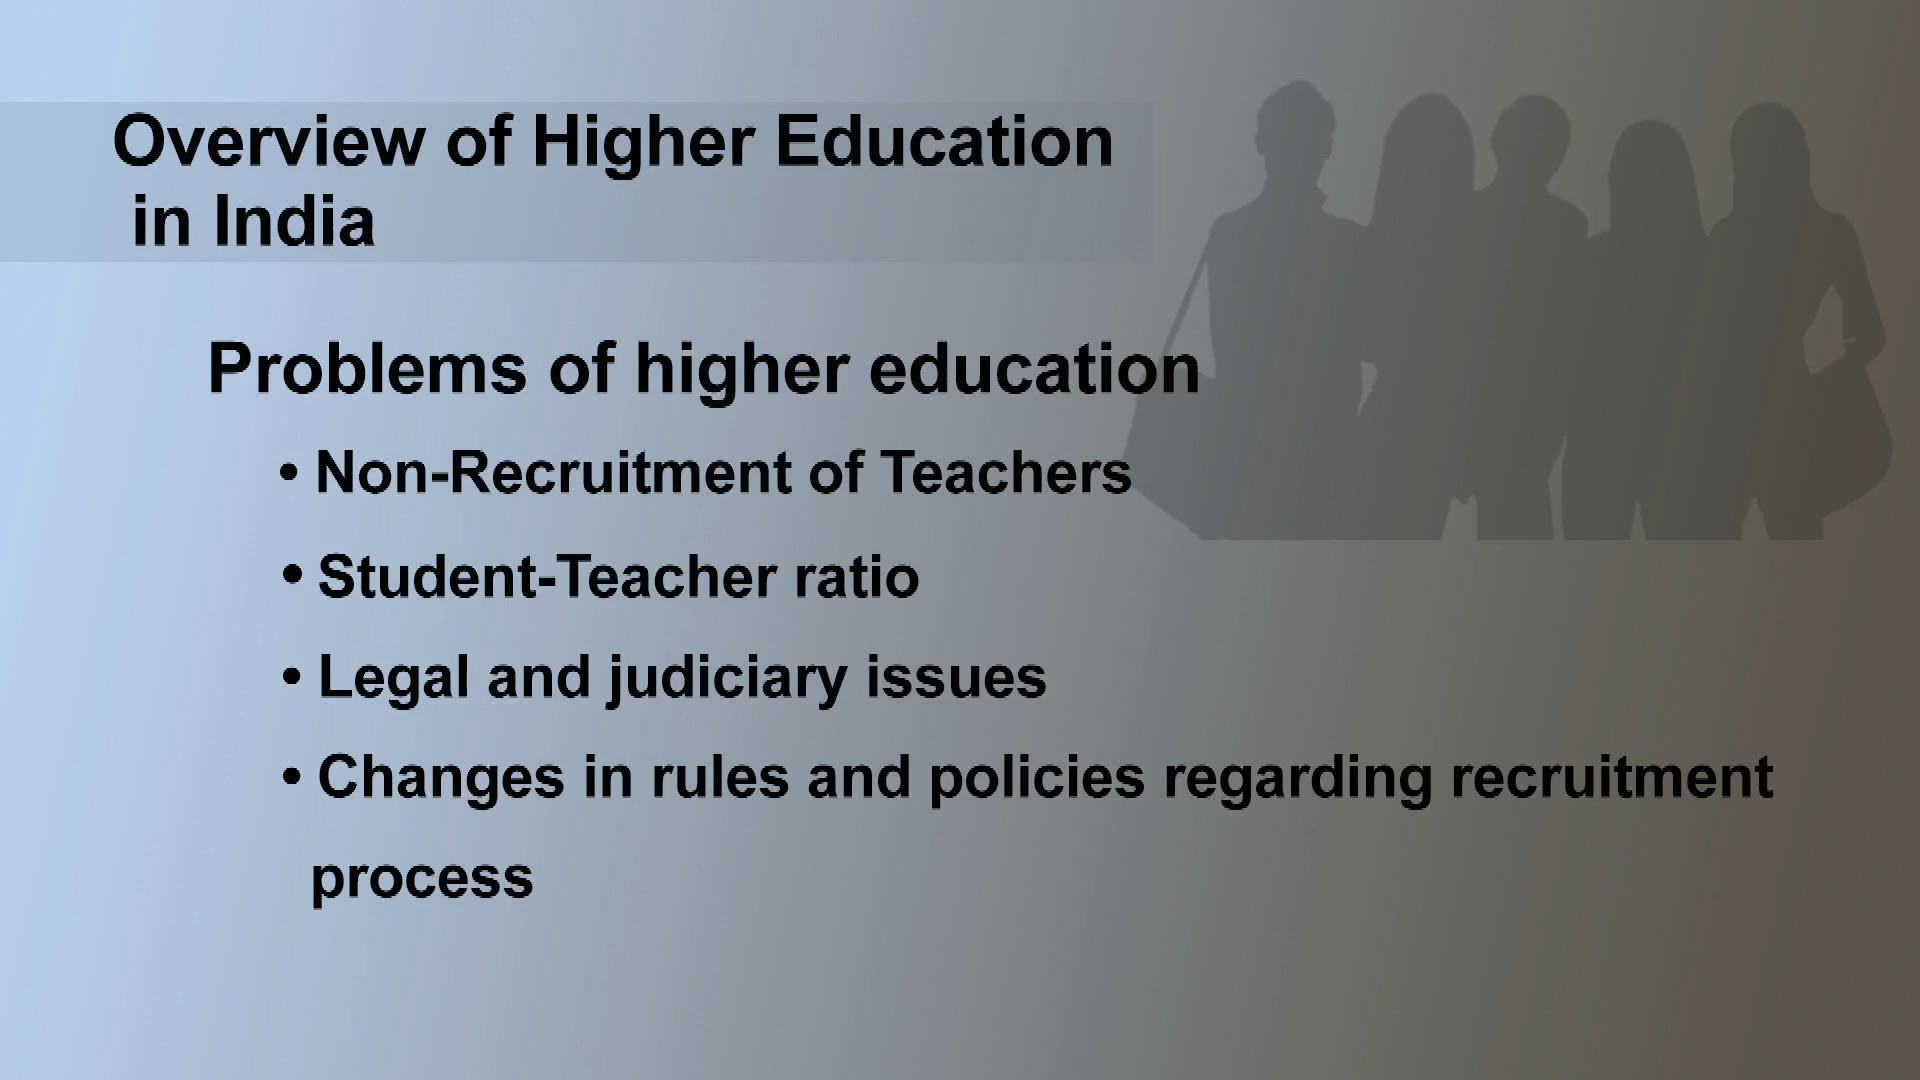 Overview of Higher Education
in India
Problems of higher education
• Non-Recruitment of Teachers
• Student-Teacher ratio
• Legal and judiciary issues
• Changes in rules and policies regarding recruitment
process